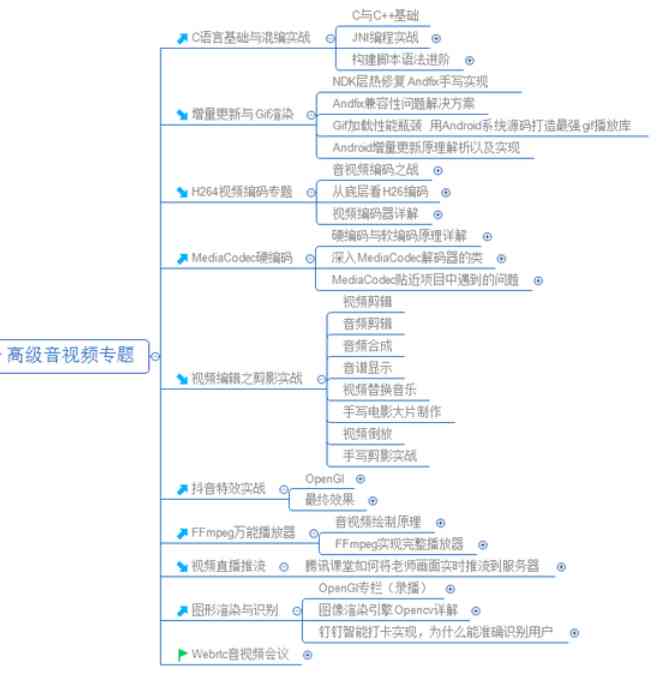 C与C++基础
C语言基础与混编实战
JNI编程实战
构建脚本语法进阶
NDK层热修复 Andfix手写实现
Andfix兼容性问题解决方案
增量更新与 Gif渲染
Gif加载性能瓶颈 用Android系统源码打造最强 gif播放库
Android增量更新原理解析以及实现
音视频编码之战
H264视频编码专题
从底层看 H26编码
视频编码器详解
硬编码与软编码原理详解
MediaCodec硬编码
深入 MediaCodec解码器的类
MediaCodec贴近项目中遇到的问题
视频剪辑
音频剪辑
音频合成
高级音视频专题
音谱显示
视频编辑之剪影实战
视频替换音乐
手写电影大片制作
视频倒放
手写剪影实战
OpenGl
抖音特效实战
最终效果
音视频绘制原理
FFmpeg万能播放器
FFmpeg实现完整播放器
视频直播推流
腾讯课堂如何将老师画面实时推流到服务器
OpenGl专栏（录播）
图形渲染与识别
图像渲染引擎 Opencv详解
钉钉智能打卡实现，为什么能准确识别用户
Webrtc音视频会议